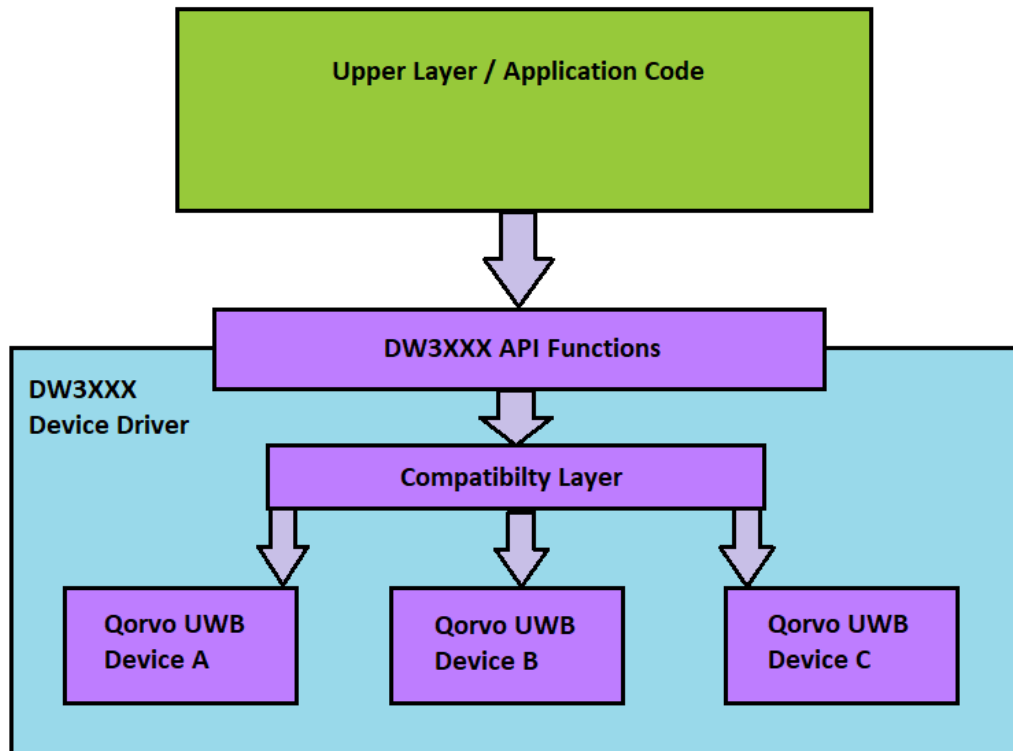 Upper Layer / Application Code
DW3XXX API Functions
DW3XXX
Device Driver
Compatibilty Layer
Qorvo UWB
Device A
Qorvo UWB
Device B
Qorvo UWB
Device C